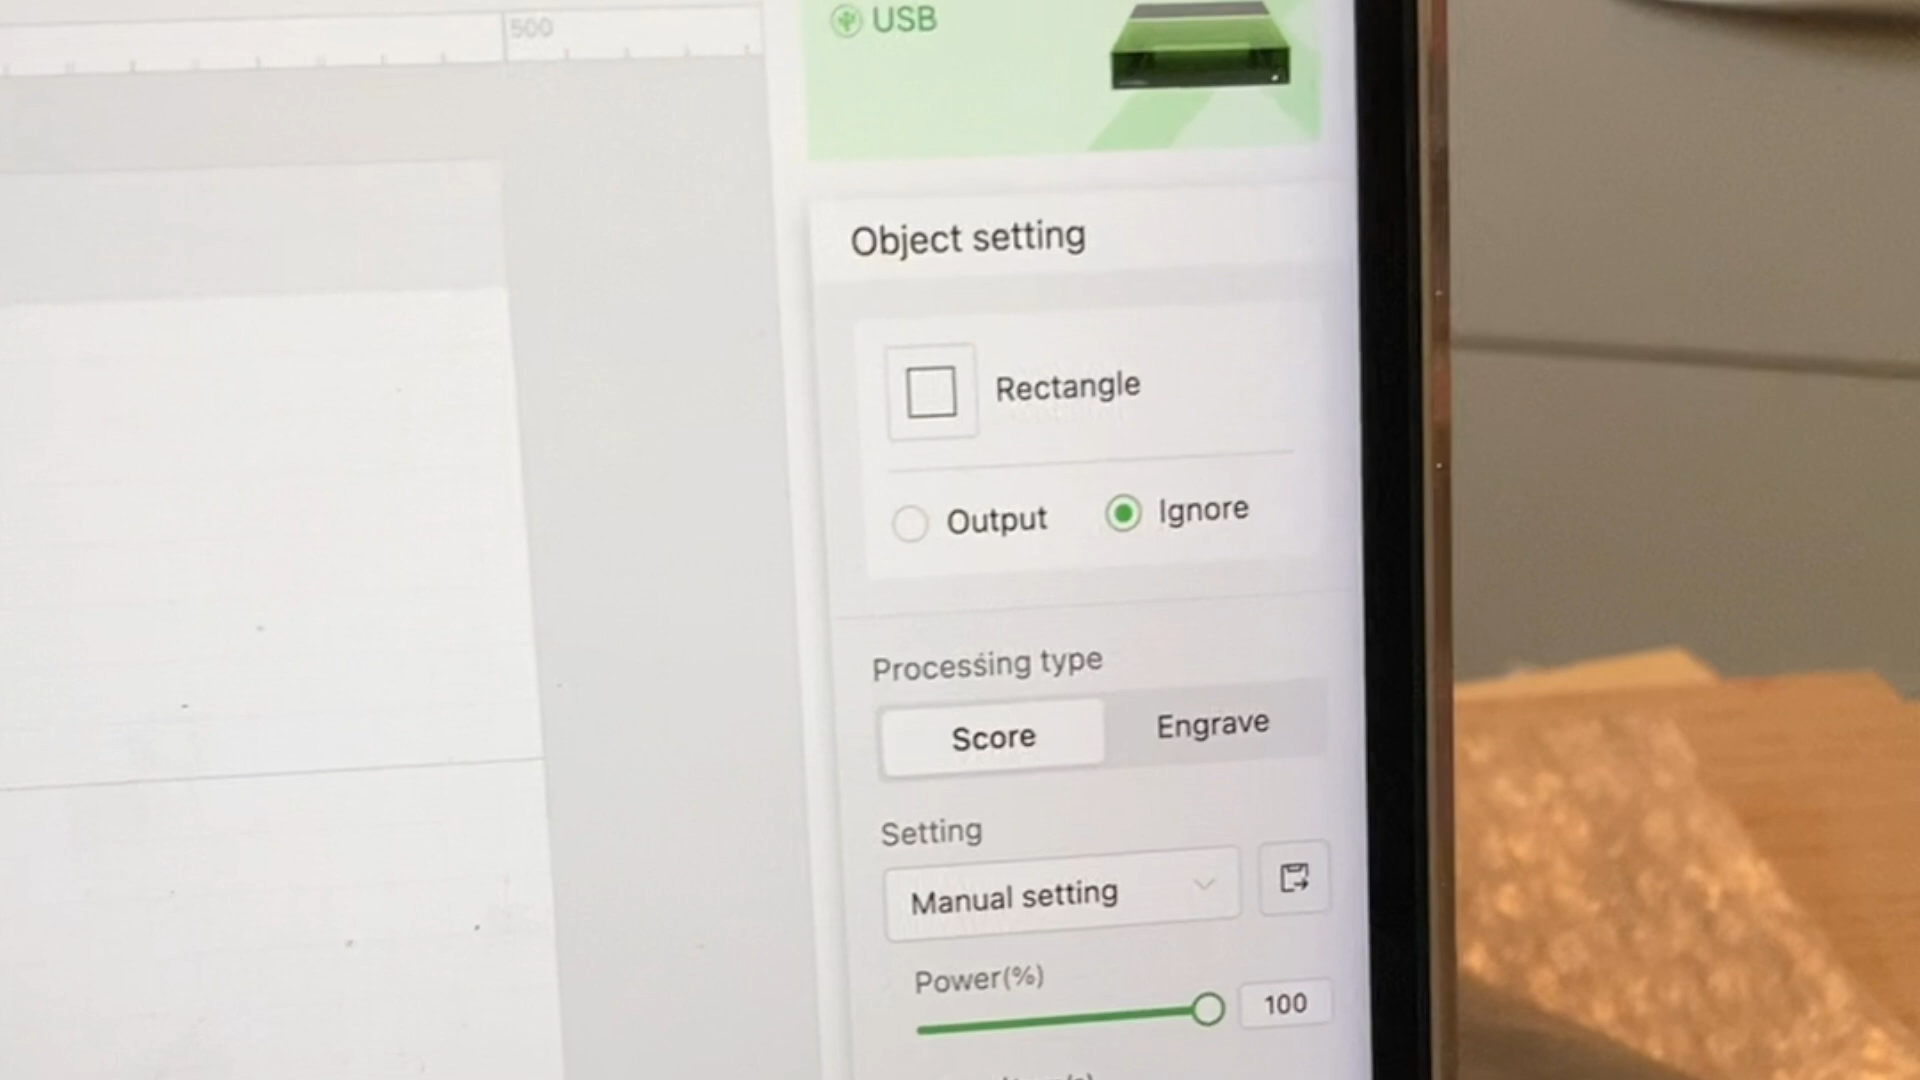 500
USB
Object setting
Rectangle
Output Ignore
Processing type
Score Engrave
Setting
Manual setting
Power(%)
100